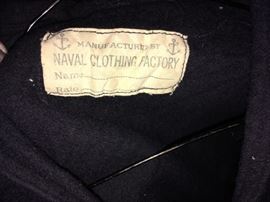 MANUFACTURED BY
NAVAL CLOTHING FACTORY
Name
Rate